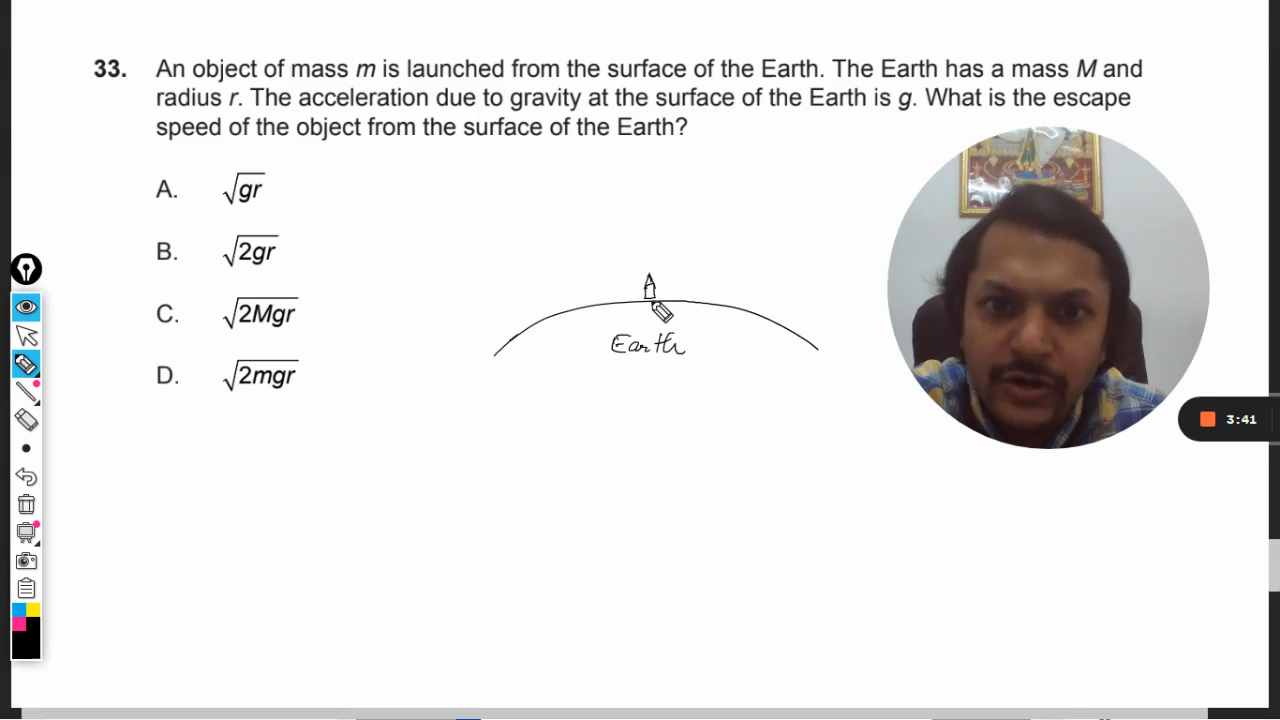 33. An object of mass m is launched from the surface of the Earth. The Earth has a mass M and
radius r. The acceleration due to gravity at the surface of the Earth is g. What is the escape
speed of the object from the surface of the Earth?
A. √gr
B. √2gr
C. √2Mgr
D. √2mgr
Earth
3:41